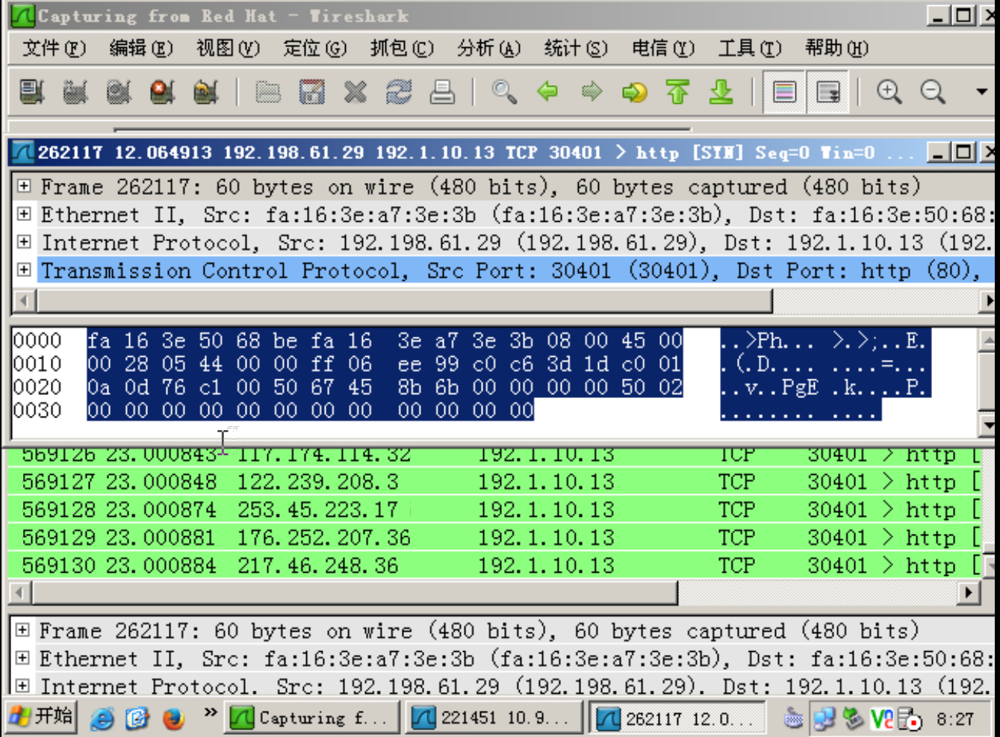 Capturing from Red Hat - Wireshark
文件(F) 编辑(E) 视图(V) 定位(G) 抓包(C) 分析(A) 统计(S) 电信(Y) 工具(T) 帮助(H)
262117 12.064913 192.198.61.29 192.1.10.13 TCP 30401 > http [SYN] Seq=0 Win=0 ...
Frame 262117: 60 bytes on wire (480 bits), 60 bytes captured (480 bits)
Ethernet II, Src: fa:16:3e:a7:3e:3b (fa:16:3e:a7:3e:3b), Dst: fa:16:3e:50:68:
Internet Protocol, Src: 192.198.61.29 (192.198.61.29), Dst: 192.1.10.13 (192.
Transmission Control Protocol, Src Port: 30401 (30401), Dst Port: http (80),
0000 fa 16 3e 50 68 be fa 16 3e a7 3e 3b 08 00 45 00 ..>Ph... >.>;..E.
0010 00 28 05 44 00 00 ff 06 ee 99 c0 c6 3d 1d c0 01 .(.D.... ....=...
0020 0a 0d 76 c1 00 50 67 45 8b 6b 00 00 00 00 50 02 ..v..PgE .k....P.
0030 00 00 00 00 00 00 00 00 00 00 00 00 ........ ....
569126 23.000843 117.174.114.32 192.1.10.13 TCP 30401 > http [
569127 23.000848 122.239.208.3 192.1.10.13 TCP 30401 > http [
569128 23.000874 253.45.223.17 192.1.10.13 TCP 30401 > http [
569129 23.000881 176.252.207.36 192.1.10.13 TCP 30401 > http [
569130 23.000884 217.46.248.36 192.1.10.13 TCP 30401 > http [
Frame 262117: 60 bytes on wire (480 bits), 60 bytes captured (480 bits)
Ethernet II, Src: fa:16:3e:a7:3e:3b (fa:16:3e:a7:3e:3b), Dst: fa:16:3e:50:68:
Internet Protocol, Src: 192.198.61.29 (192.198.61.29), Dst: 192.1.10.13 (192.
开始 » Capturing f... 221451 10.9... 262117 12.0... 8:27